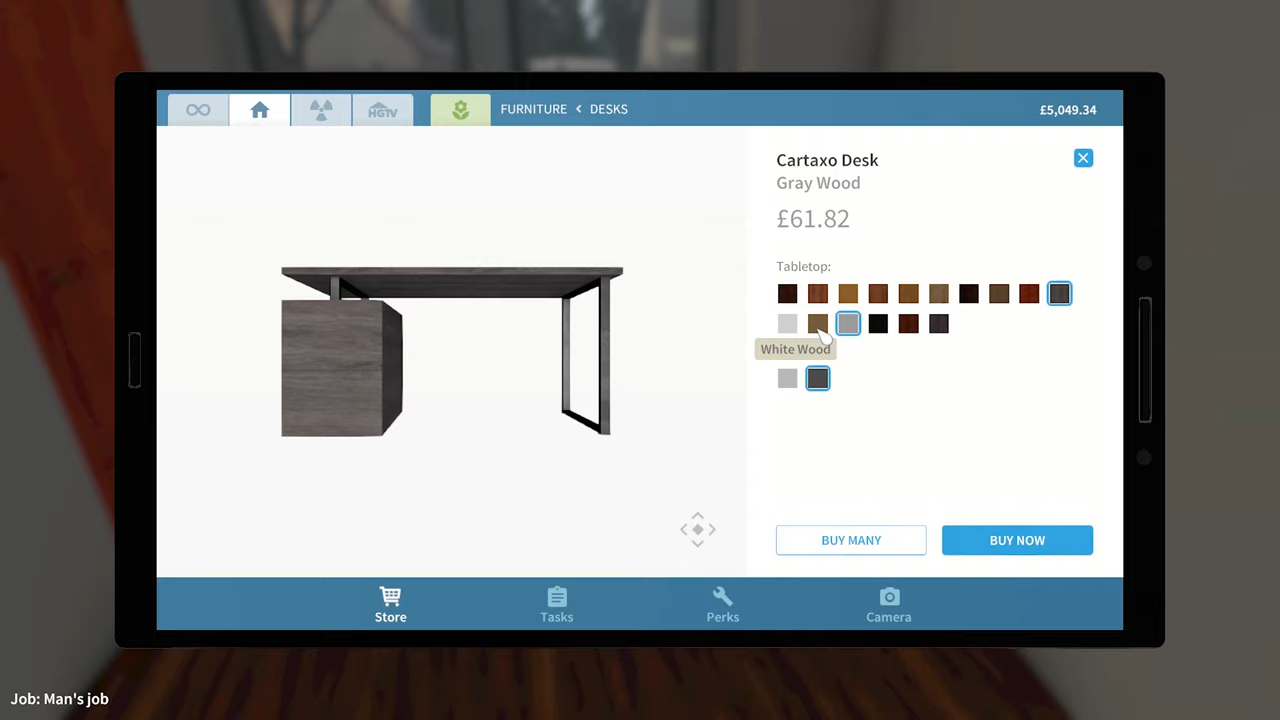 HGTV
FURNITURE < DESKS
£5,049.34
Cartaxo Desk
Gray Wood
£61.82
Tabletop:
White Wood
BUY MANY
BUY NOW
Store
Tasks
Perks
Camera
Job: Man's job